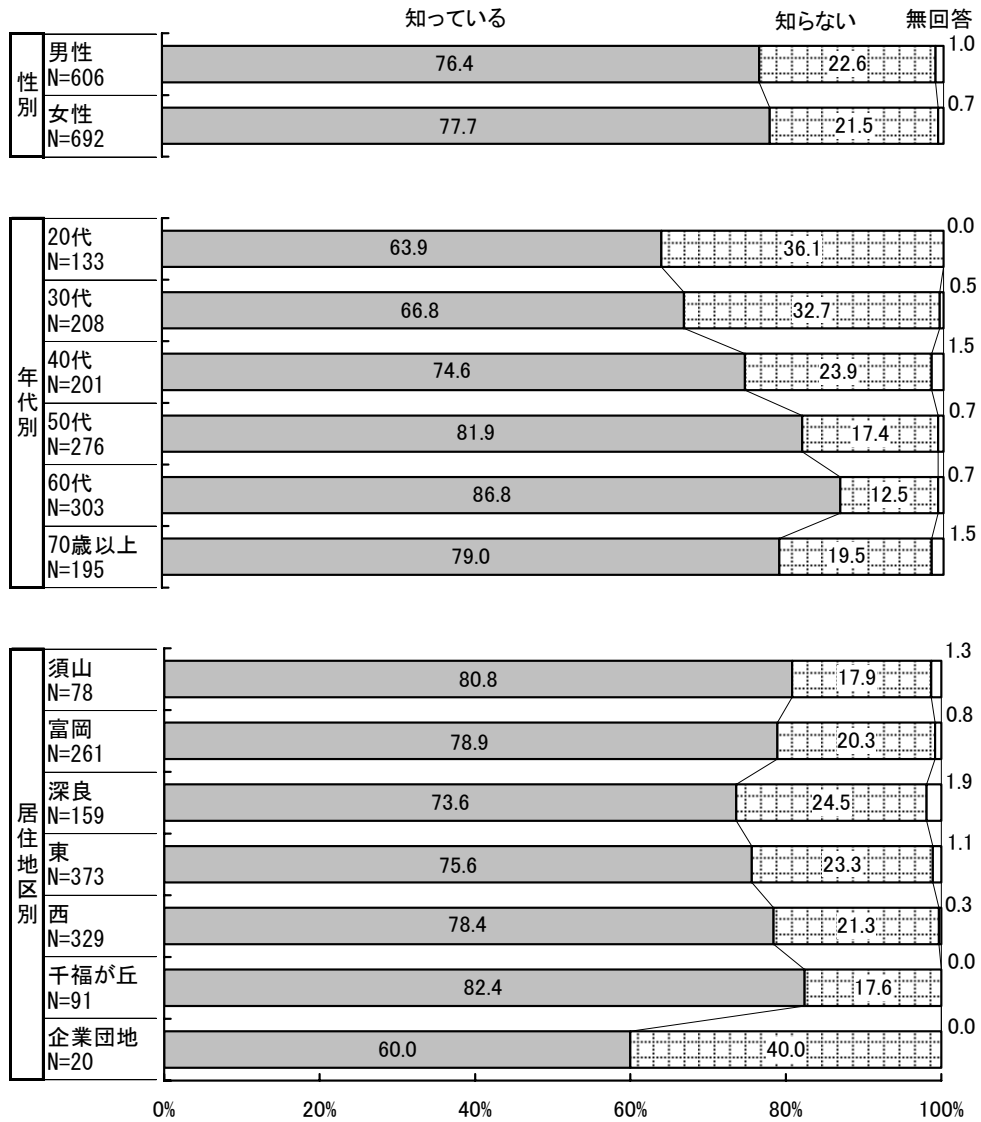 知っている 知らない 無回答
性別
男性
N=606
76.4 22.6 1.0
女性
N=692
77.7 21.5 0.7
年代別
20代
N=133
63.9 36.1 0.0
30代
N=208
66.8 32.7 0.5
40代
N=201
74.6 23.9 1.5
50代
N=276
81.9 17.4 0.7
60代
N=303
86.8 12.5 0.7
70歳以上
N=195
79.0 19.5 1.5
居住地区別
須山
N=78
80.8 17.9 1.3
富岡
N=261
78.9 20.3 0.8
深良
N=159
73.6 24.5 1.9
東
N=373
75.6 23.3 1.1
西
N=329
78.4 21.3 0.3
千福が丘
N=91
82.4 17.6 0.0
企業団地
N=20
60.0 40.0 0.0
0% 20% 40% 60% 80% 100%